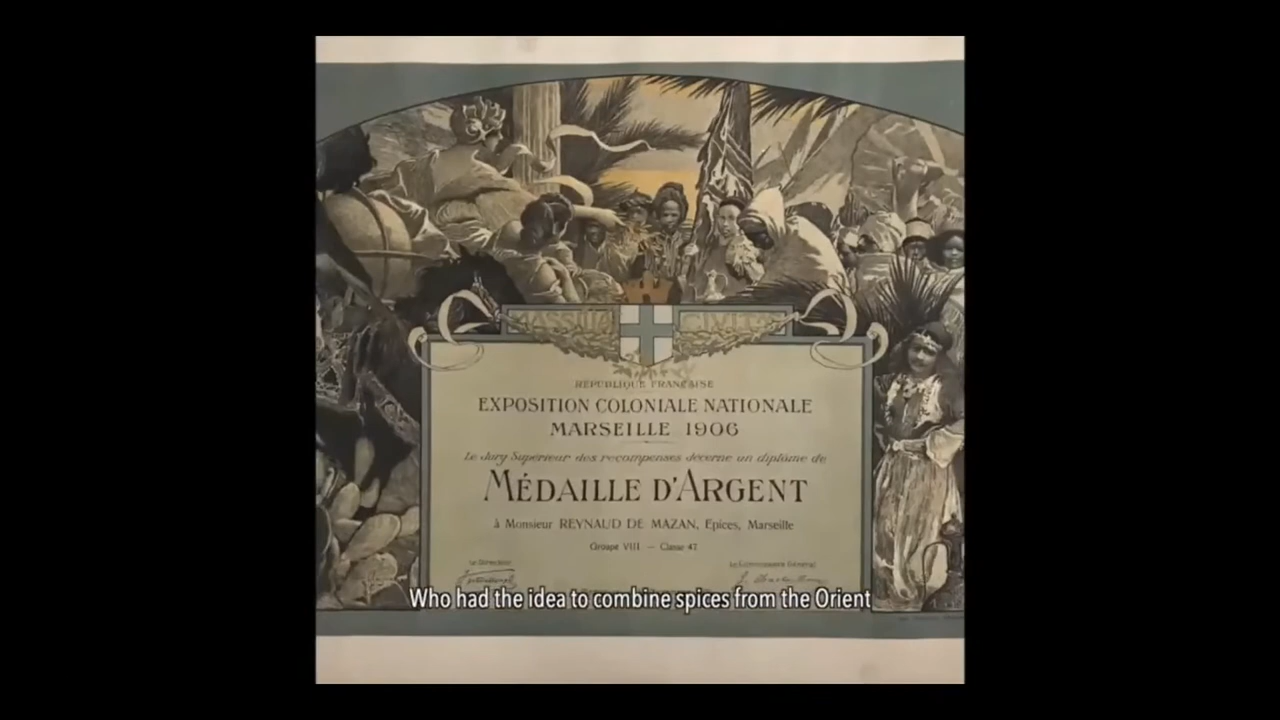 MASSILIA CIVITAS
RÉPUBLIQUE FRANÇAISE
EXPOSITION COLONIALE NATIONALE
MARSEILLE 1906
Le Jury Supérieur des recompenses décerne un diplôme de
MÉDAILLE D'ARGENT
à Monsieur REYNAUD DE MAZAN, Epices, Marseille
Groupe VIII — Classe 47
Le Directeur Le Commissaire Général
Who had the idea to combine spices from the Orient